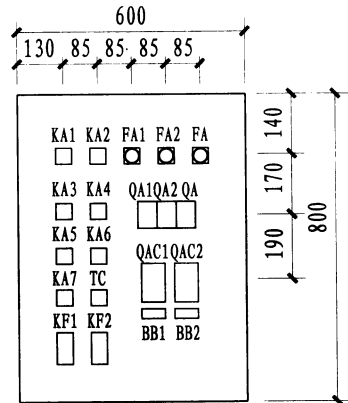 600
130 85 85 85 85
KA1 KA2 FA1 FA2 FA
140
KA3 KA4 QA1 QA2 QA
170
800
KA5 KA6 QAC1 QAC2
190
KA7 TC
KF1 KF2
BB1 BB2